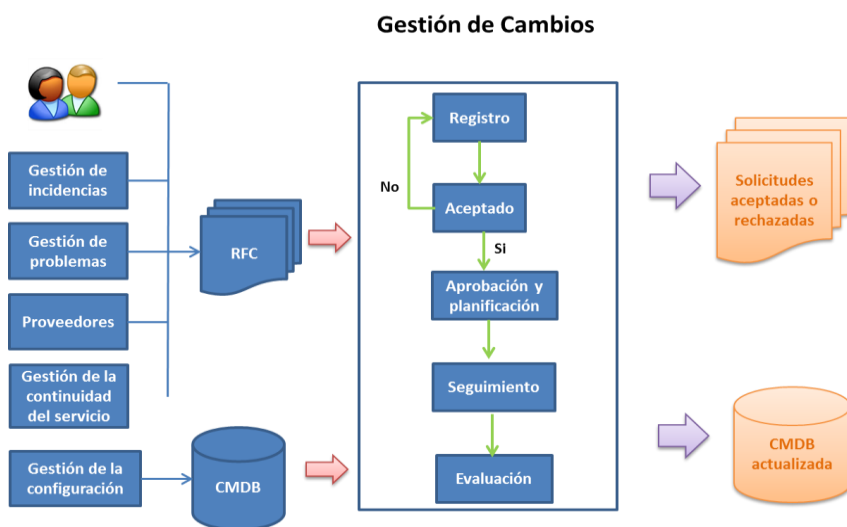 Gestión de Cambios
Gestión de
incidencias
Gestión de
problemas
Proveedores
Gestión de la
continuidad
del servicio
Gestión de la
configuración
RFC
CMDB
Registro
No
Aceptado
Si
Aprobación y
planificación
Seguimiento
Evaluación
Solicitudes
aceptadas o
rechazadas
CMDB
actualizada